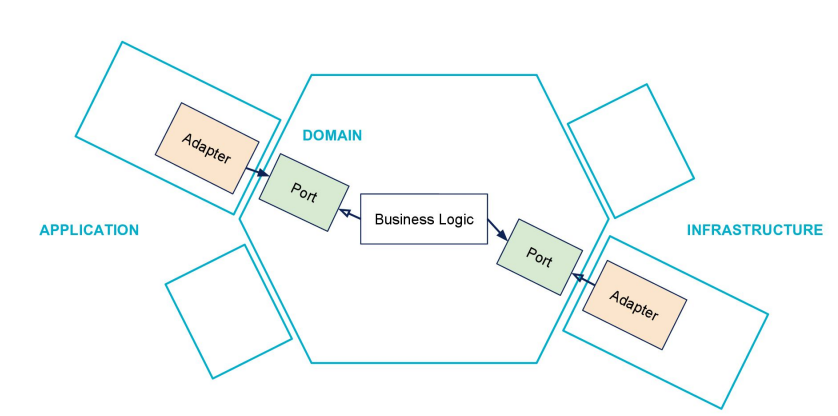 DOMAIN
Adapter
Port
APPLICATION
Business Logic
INFRASTRUCTURE
Port
Adapter